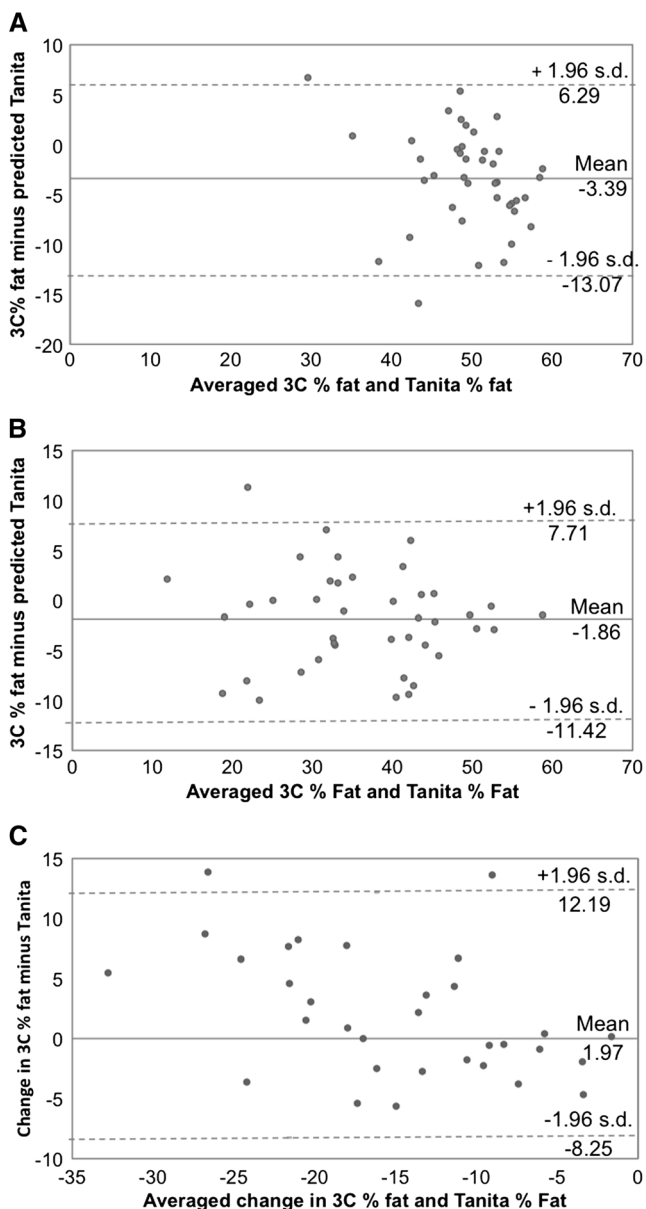 A
3C% fat minus predicted Tanita
10
5
0
-5
-10
-15
-20
+ 1.96 s.d.
6.29
Mean
-3.39
- 1.96 s.d.
-13.07
0 10 20 30 40 50 60 70
Averaged 3C % fat and Tanita % fat
B
3C % fat minus predicted Tanita
15
10
5
0
-5
-10
-15
+1.96 s.d.
7.71
Mean
-1.86
- 1.96 s.d.
-11.42
0 10 20 30 40 50 60 70
Averaged 3C % Fat and Tanita % Fat
C
Change in 3C % fat minus Tanita
15
10
5
0
-5
-10
+1.96 s.d.
12.19
Mean
1.97
-1.96 s.d.
-8.25
-35 -30 -25 -20 -15 -10 -5 0
Averaged change in 3C % fat and Tanita % Fat